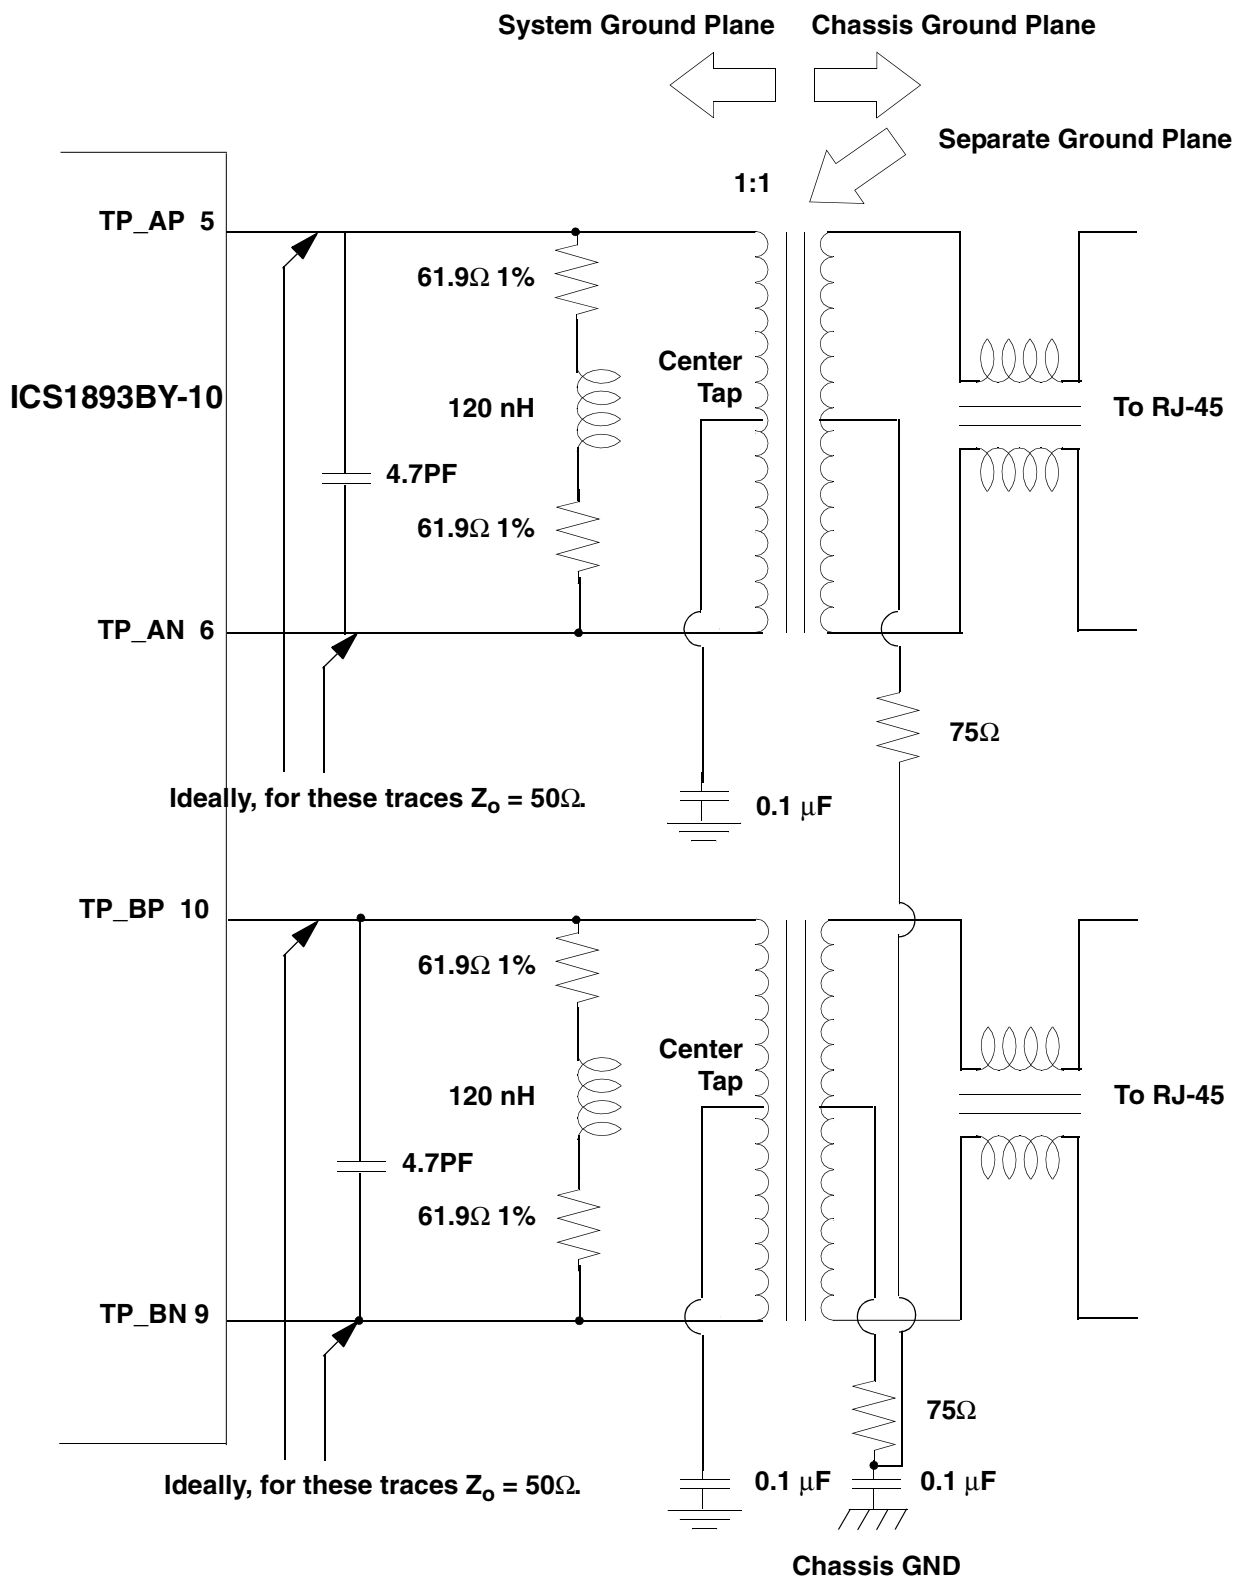 System Ground Plane
Chassis Ground Plane
Separate Ground Plane
1:1
TP_AP 5
61.9Ω 1%
Center
Tap
ICS1893BY-10
120 nH
To RJ-45
4.7PF
61.9Ω 1%
TP_AN 6
75Ω
Ideally, for these traces Zo = 50Ω.
0.1 μF
TP_BP 10
61.9Ω 1%
Center
Tap
120 nH
To RJ-45
4.7PF
61.9Ω 1%
TP_BN 9
75Ω
Ideally, for these traces Zo = 50Ω.
0.1 μF
0.1 μF
Chassis GND